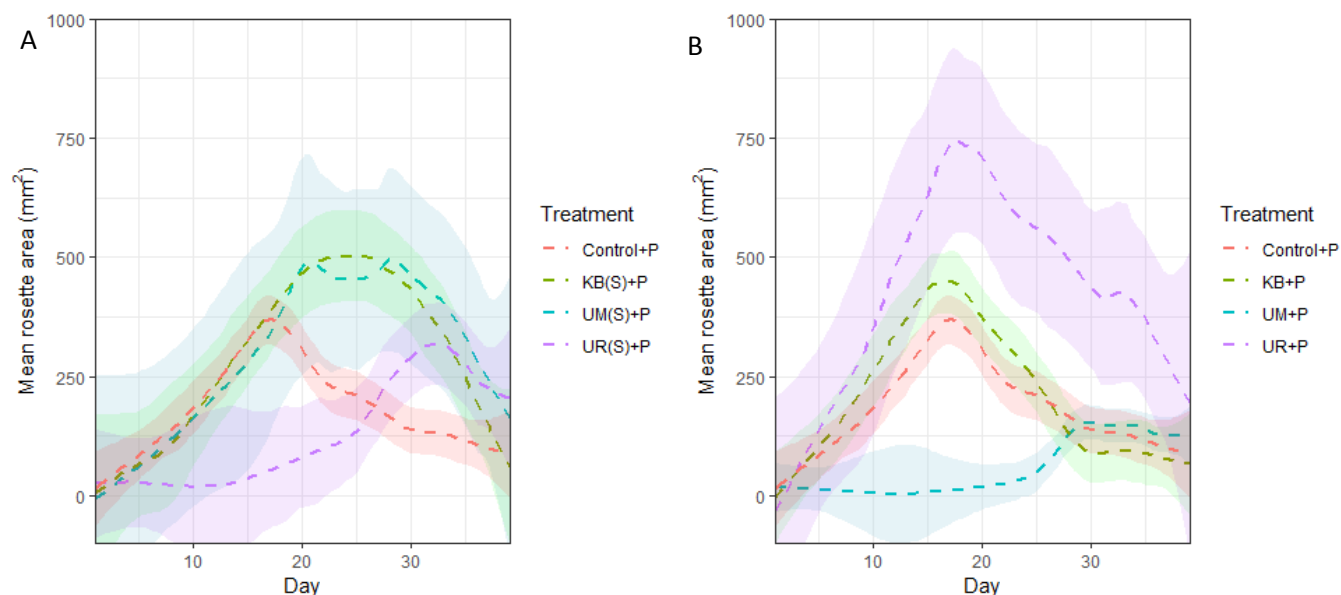 A
Mean rosette area (mm²)
1000
750
500
250
0
10
20
30
Day
Treatment
Control+P
KB(S)+P
UM(S)+P
UR(S)+P
B
Mean rosette area (mm²)
1000
750
500
250
0
10
20
30
Day
Treatment
Control+P
KB+P
UM+P
UR+P